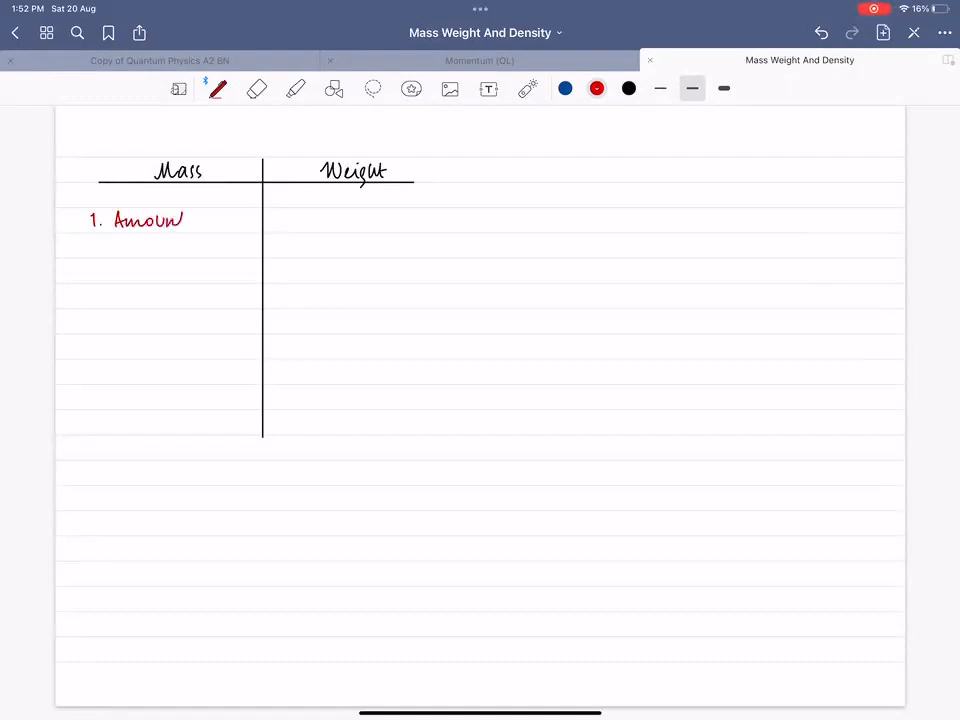 1:52 PM Sat 20 Aug
16%
Mass Weight And Density
Copy of Quantum Physics A2 BN
Momentum (OL)
Mass Weight And Density
T
Mass Weight
1. Amoun